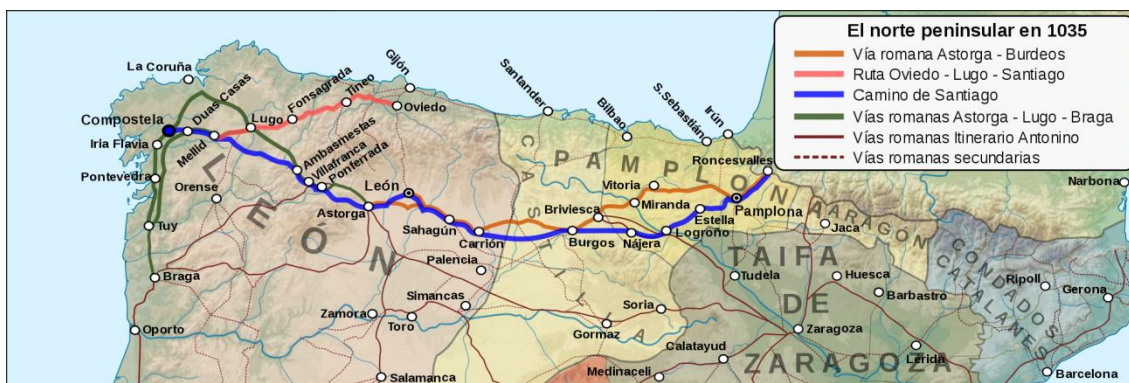 El norte peninsular en 1035
Vía romana Astorga - Burdeos
Ruta Oviedo - Lugo - Santiago
Camino de Santiago
Vías romanas Astorga - Lugo - Braga
Vías romanas Itinerario Antonino
Vías romanas secundarias
La Coruña
Duas Casas
Compostela
Iria Flavia
Mellid
Lugo
Fonsagrada
Tineo
Gijón
Oviedo
Santander
Bilbao
S.Sebastián
Irún
Roncesvalles
Pontevedra
Orense
Tuy
Braga
Oporto
Ambasmestas
Villafranca
Ponferrada
León
Astorga
Sahagún
Carrión
Palencia
Simancas
Zamora
Toro
Salamanca
Vitoria
Miranda
Briviesca
Burgos
Nájera
Logroño
Estella
Pamplona
Jaca
Tudela
Huesca
Barbastro
Soria
Gormaz
Calatayud
Medinaceli
Zaragoza
Lérida
Ripoll
Gerona
Narbona
Barcelona
LEÓN
CASTILLA
PAMPLONA
ARAGON
TAIFA
DE
ZARAGOZA
CONDADOS
CATALANES